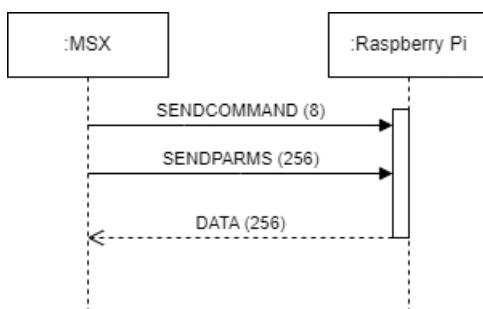 :MSX
:Raspberry Pi
SENDCOMMAND (8)
SENDPARMS (256)
DATA (256)